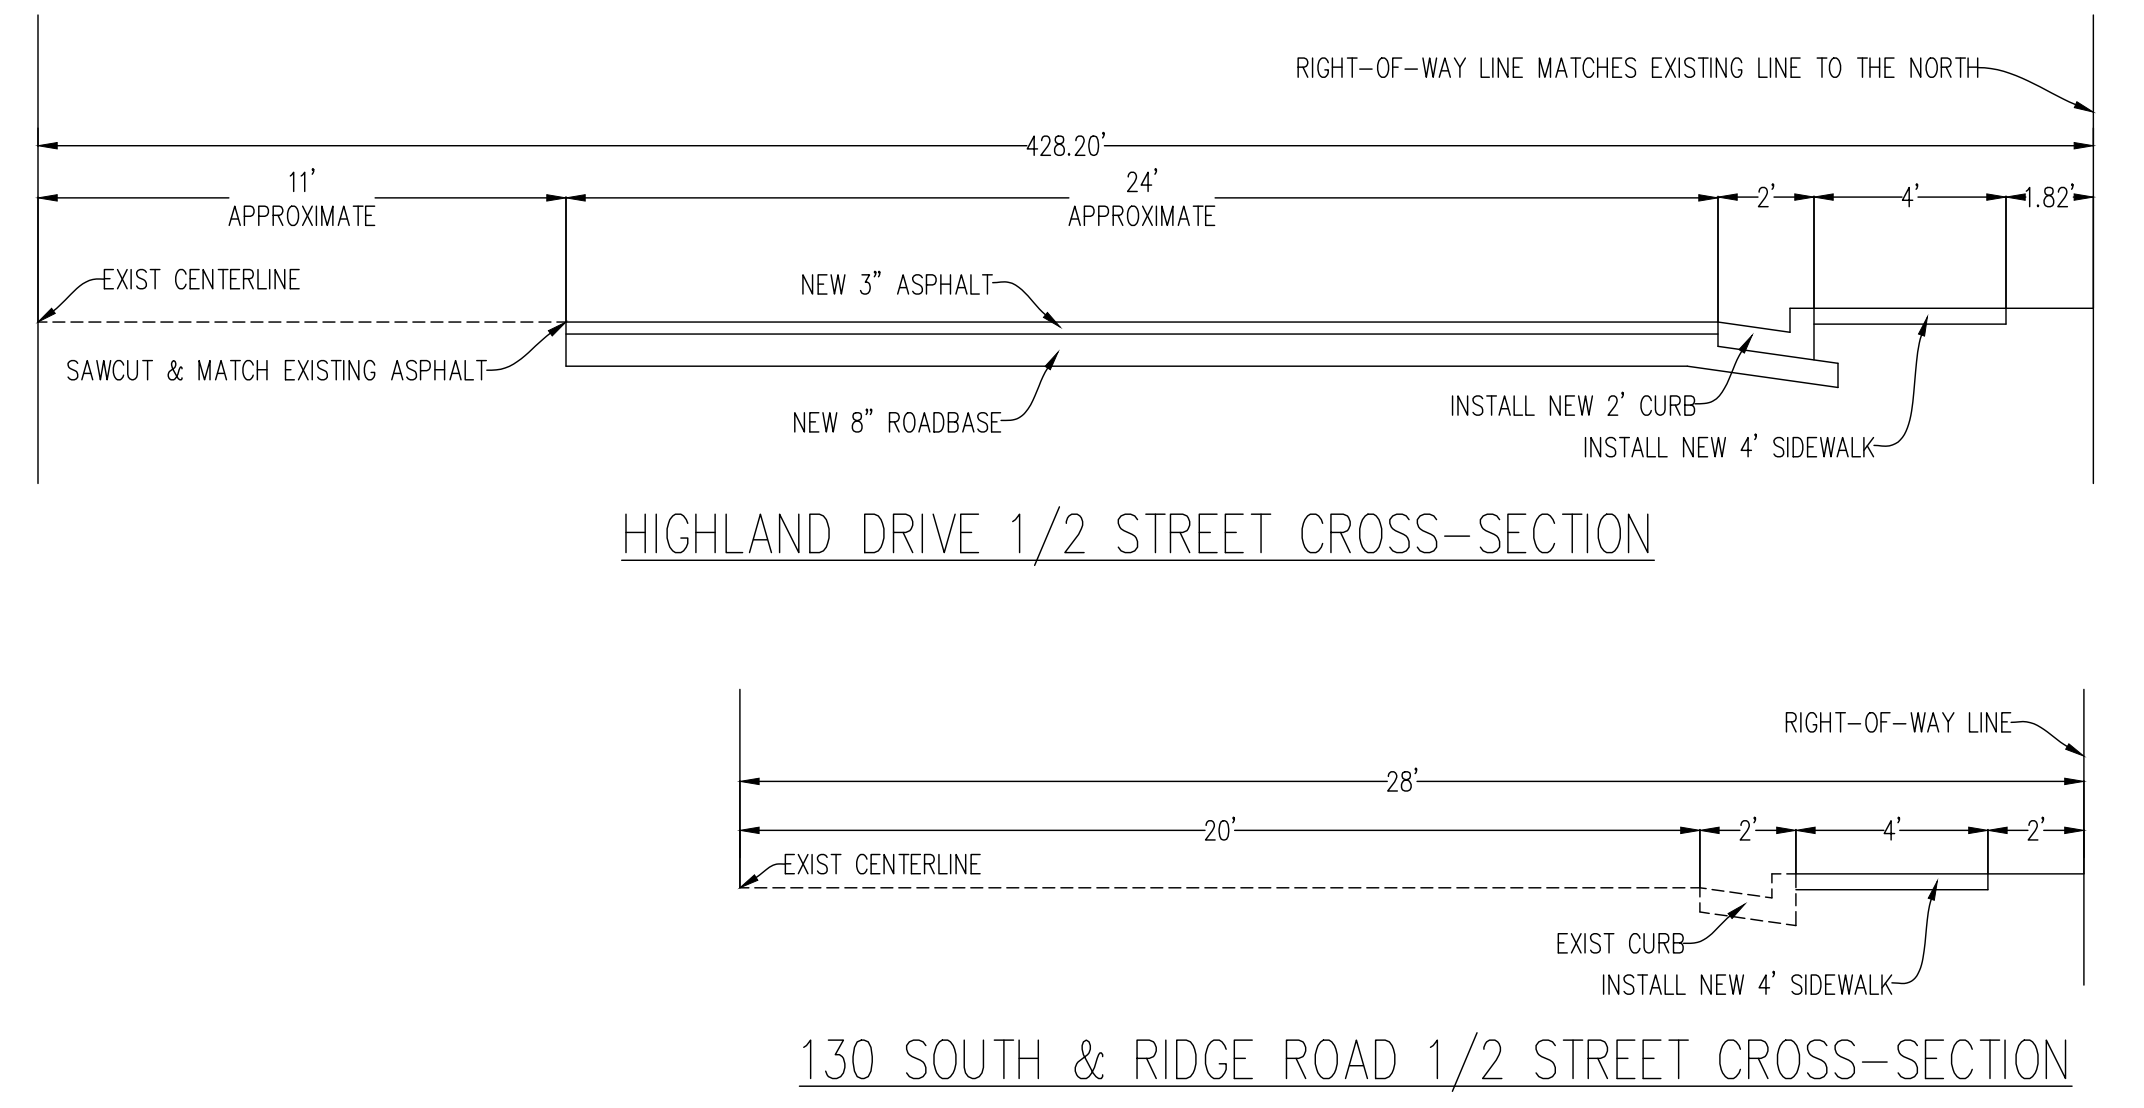 RIGHT-OF-WAY LINE MATCHES EXISTING LINE TO THE NORTH
428.20'
11'
APPROXIMATE
24'
APPROXIMATE
2'
4'
1.82'
EXIST CENTERLINE
NEW 3" ASPHALT
SAWCUT & MATCH EXISTING ASPHALT
NEW 8" ROADBASE
INSTALL NEW 2' CURB
INSTALL NEW 4' SIDEWALK
HIGHLAND DRIVE 1/2 STREET CROSS-SECTION
RIGHT-OF-WAY LINE
28'
20'
2'
4'
2'
EXIST CENTERLINE
EXIST CURB
INSTALL NEW 4' SIDEWALK
130 SOUTH & RIDGE ROAD 1/2 STREET CROSS-SECTION